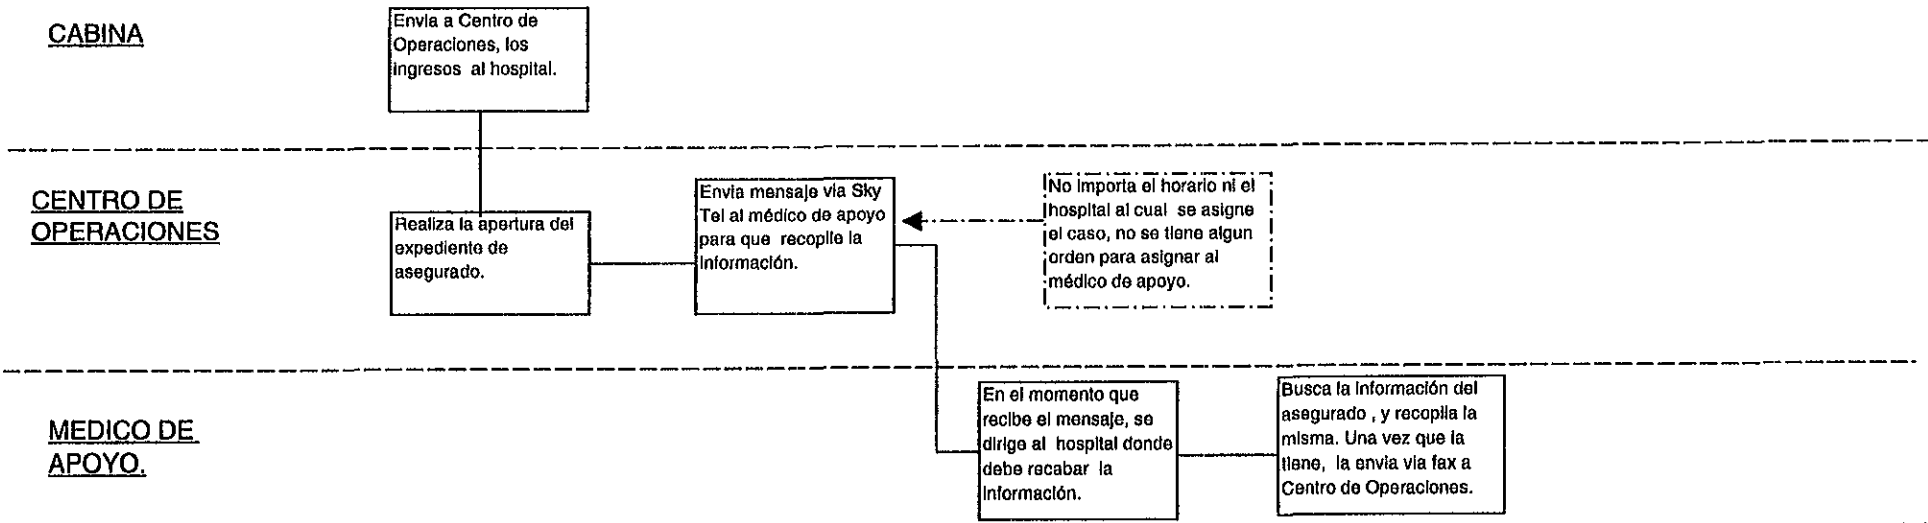 CABINA
Envia a Centro de
Operaciones, los
ingresos al hospital.
CENTRO DE
OPERACIONES
Realiza la apertura del
expediente de
asegurado.
Envia mensaje via Sky
Tel al médico de apoyo
para que recopile la
información.
No importa el horario ni el
hospital al cual se asigne
el caso, no se tiene algun
orden para asignar al
médico de apoyo.
MEDICO DE
APOYO.
En el momento que
recibe el mensaje, se
dirige al hospital donde
debe recabar la
información.
Busca la información del
asegurado , y recopila la
misma. Una vez que la
tiene, la envia via fax a
Centro de Operaciones.